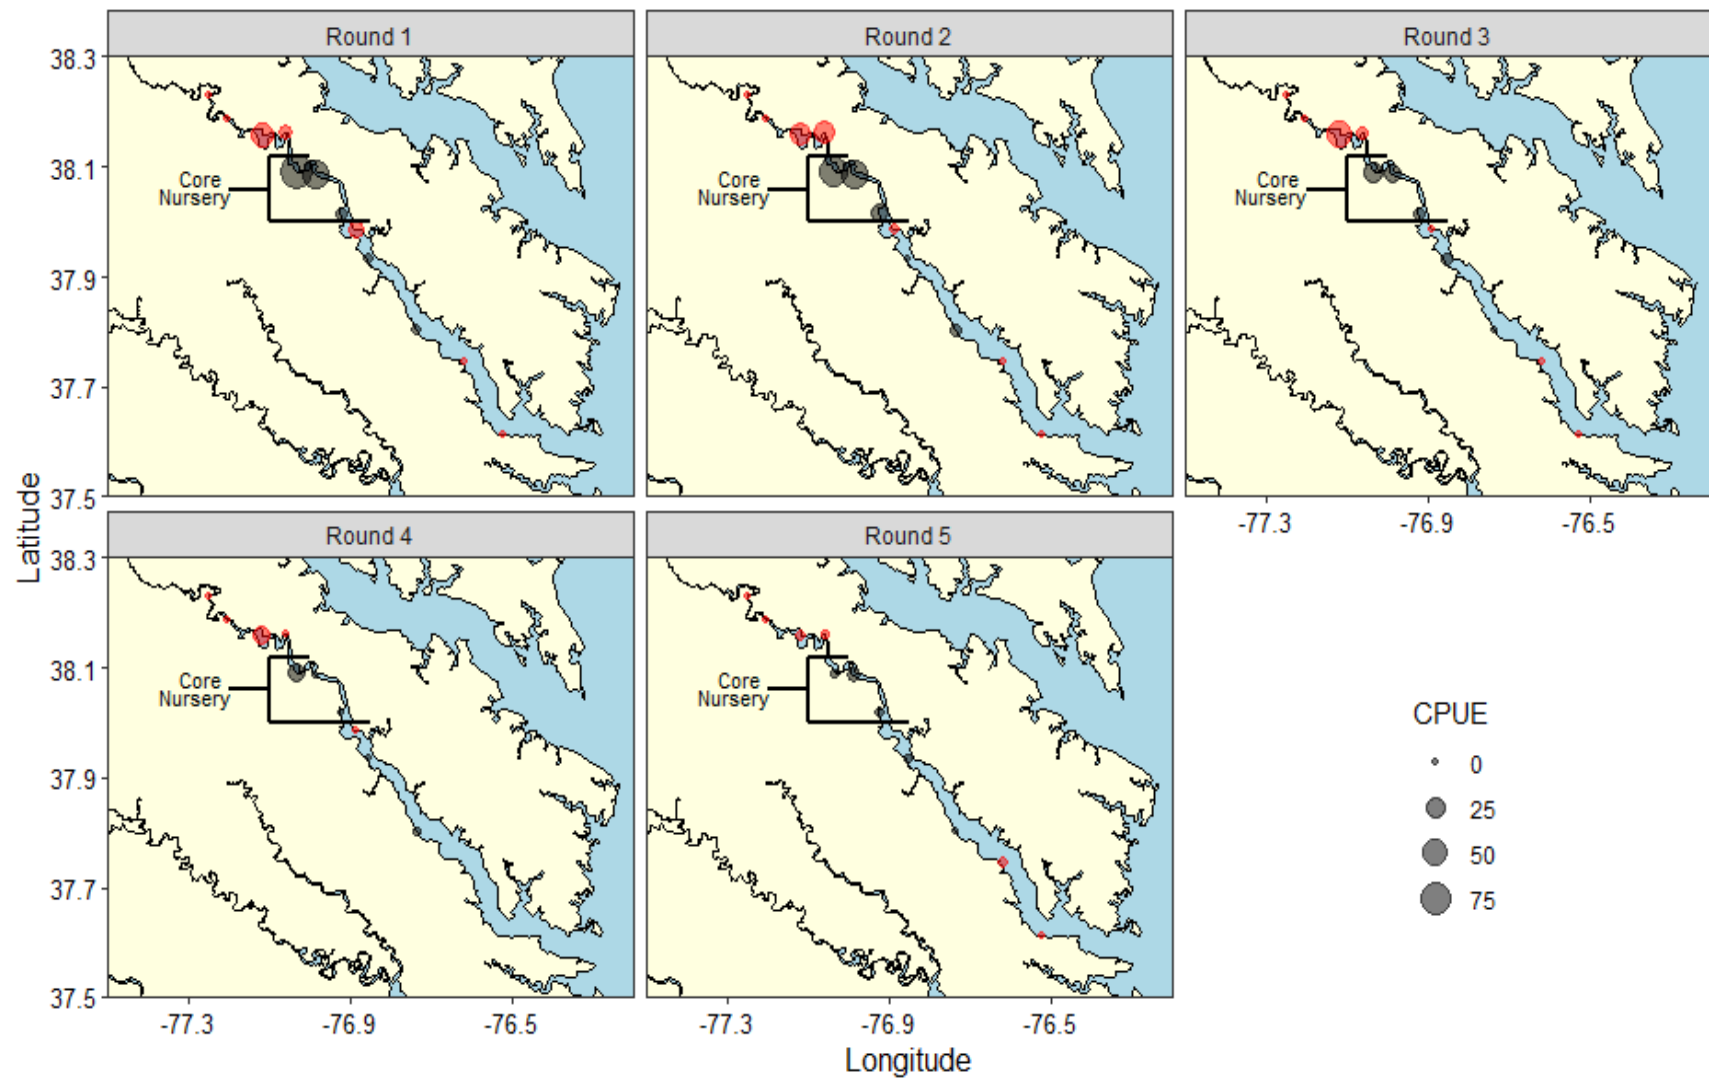 Round 1
Round 2
Round 3
38.3
38.1
37.9
37.7
37.5
Core
Nursery
Core
Nursery
Core
Nursery
-77.3
-76.9
-76.5
Round 4
Round 5
38.3
38.1
37.9
37.7
37.5
Core
Nursery
Core
Nursery
-77.3
-76.9
-76.5
-77.3
-76.9
-76.5
Latitude
Longitude
CPUE
0
25
50
75